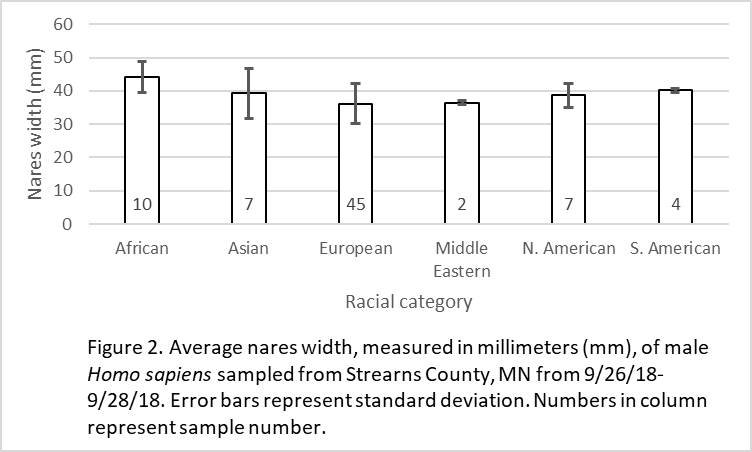 60
50
40
30
20
10
0
Nares width (mm)
10 7 45 2 7 4
African Asian European Middle Eastern N. American S. American
Racial category
Figure 2. Average nares width, measured in millimeters (mm), of male
Homo sapiens sampled from Strearns County, MN from 9/26/18-
9/28/18. Error bars represent standard deviation. Numbers in column
represent sample number.